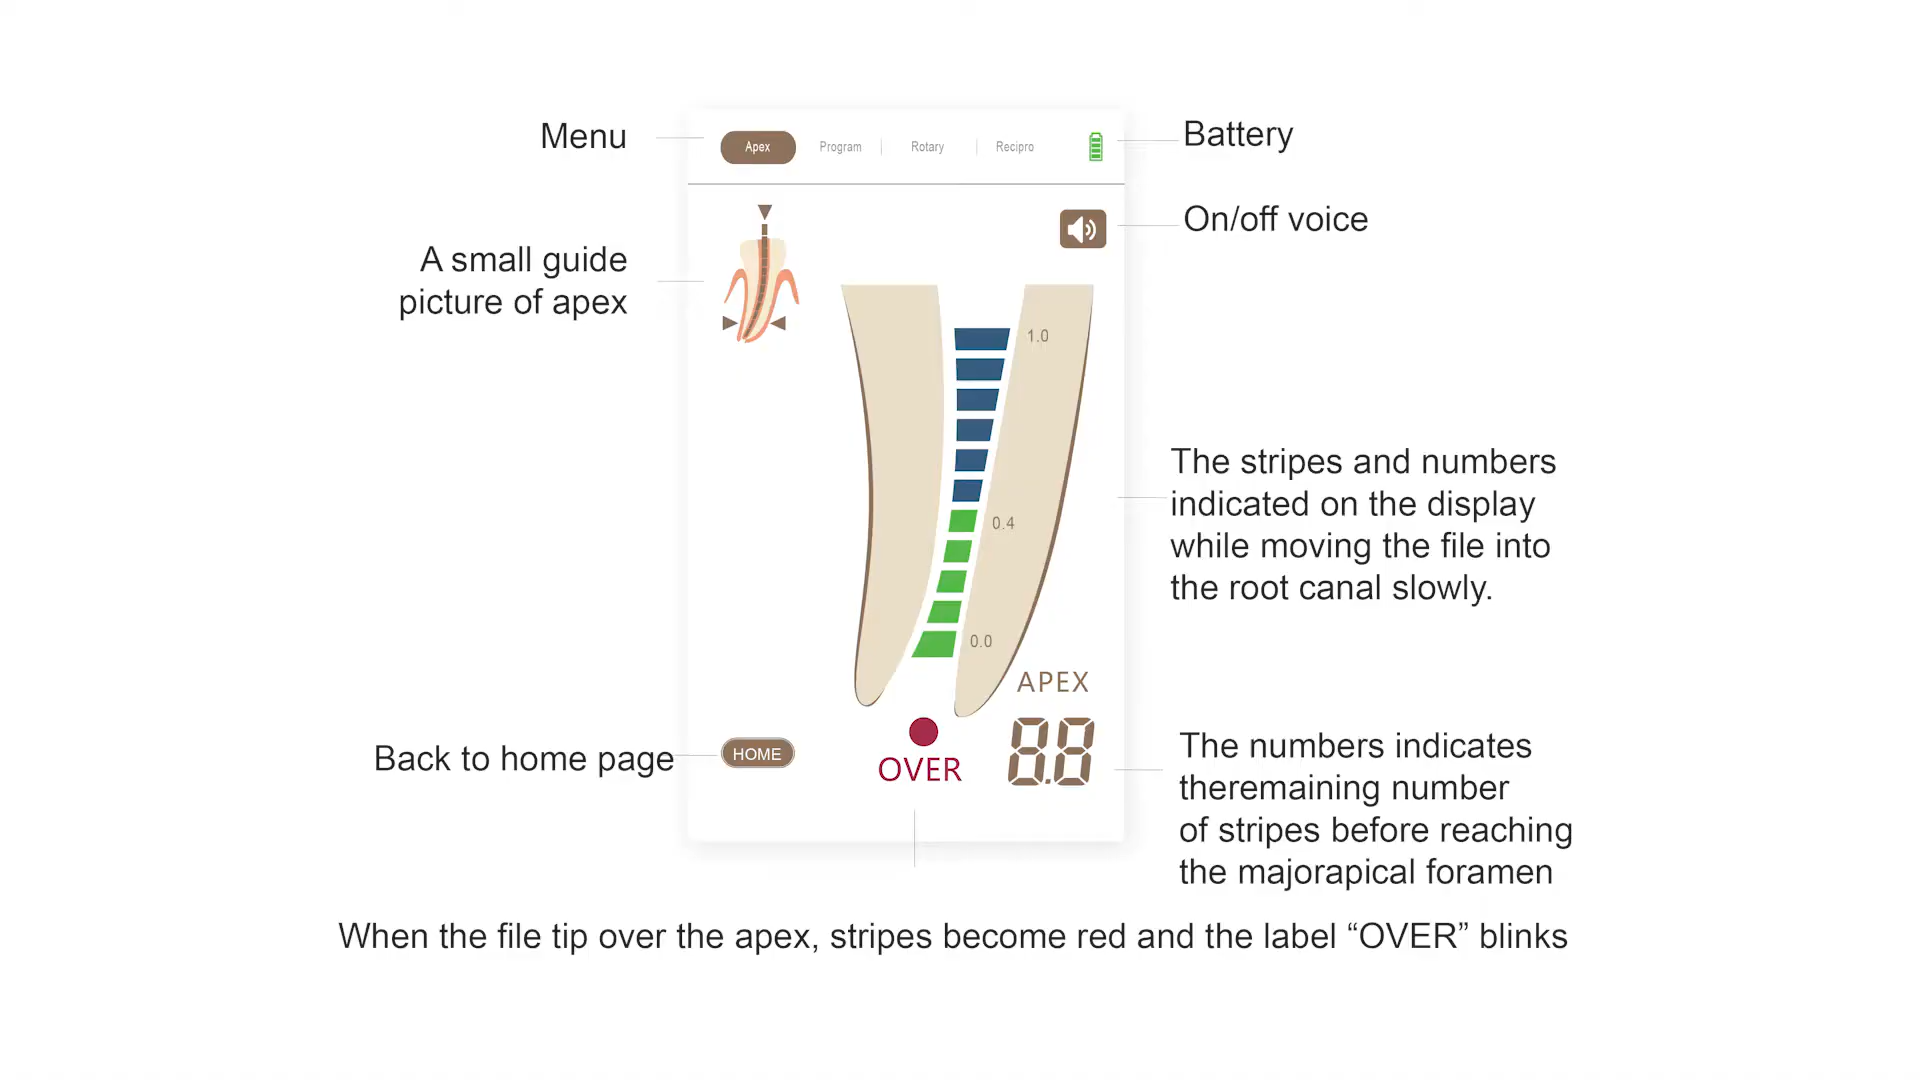 Menu
Apex
Program
Rotary
Recipro
Battery
On/off voice
A small guide
picture of apex
1.0
0.4
0.0
The stripes and numbers
indicated on the display
while moving the file into
the root canal slowly.
APEX
8.8
OVER
HOME
Back to home page
The numbers indicates
theremaining number
of stripes before reaching
the majorapical foramen
When the file tip over the apex, stripes become red and the label “OVER” blinks